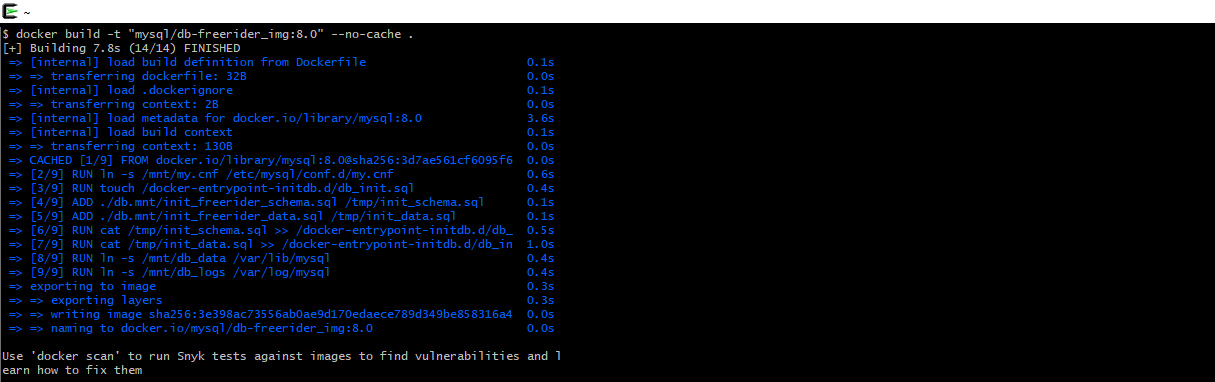 ~
$ docker build -t "mysql/db-freerider_img:8.0" --no-cache .
[+] Building 7.8s (14/14) FINISHED
=> [internal] load build definition from Dockerfile 0.1s
=> => transferring dockerfile: 32B 0.0s
=> [internal] load .dockerignore 0.1s
=> => transferring context: 2B 0.0s
=> [internal] load metadata for docker.io/library/mysql:8.0 3.6s
=> [internal] load build context 0.1s
=> => transferring context: 130B 0.0s
=> CACHED [1/9] FROM docker.io/library/mysql:8.0@sha256:3d7ae561cf6095f6 0.0s
=> [2/9] RUN ln -s /mnt/my.cnf /etc/mysql/conf.d/my.cnf 0.6s
=> [3/9] RUN touch /docker-entrypoint-initdb.d/db_init.sql 0.4s
=> [4/9] ADD ./db.mnt/init_freerider_schema.sql /tmp/init_schema.sql 0.1s
=> [5/9] ADD ./db.mnt/init_freerider_data.sql /tmp/init_data.sql 0.1s
=> [6/9] RUN cat /tmp/init_schema.sql >> /docker-entrypoint-initdb.d/db_ 0.5s
=> [7/9] RUN cat /tmp/init_data.sql >> /docker-entrypoint-initdb.d/db_in 1.0s
=> [8/9] RUN ln -s /mnt/db_data /var/lib/mysql 0.4s
=> [9/9] RUN ln -s /mnt/db_logs /var/log/mysql 0.4s
=> exporting to image 0.3s
=> => exporting layers 0.3s
=> => writing image sha256:3e398ac73556ab0ae9d170edaece789d349be858316a4 0.0s
=> => naming to docker.io/mysql/db-freerider_img:8.0 0.0s
Use 'docker scan' to run Snyk tests against images to find vulnerabilities and l
earn how to fix them